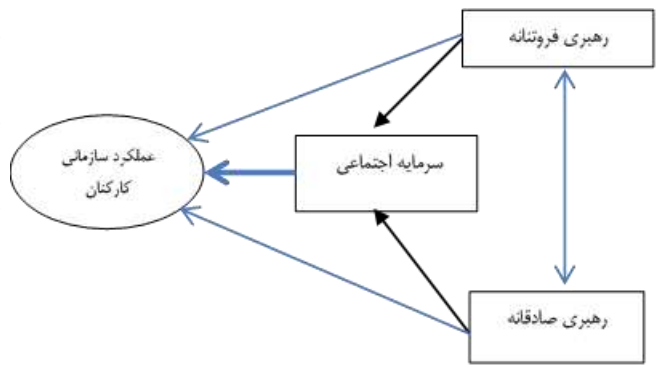 رهبری فروتنانه
سرمایه اجتماعی
عملکرد سازمانی
کارکنان
رهبری صادقانه